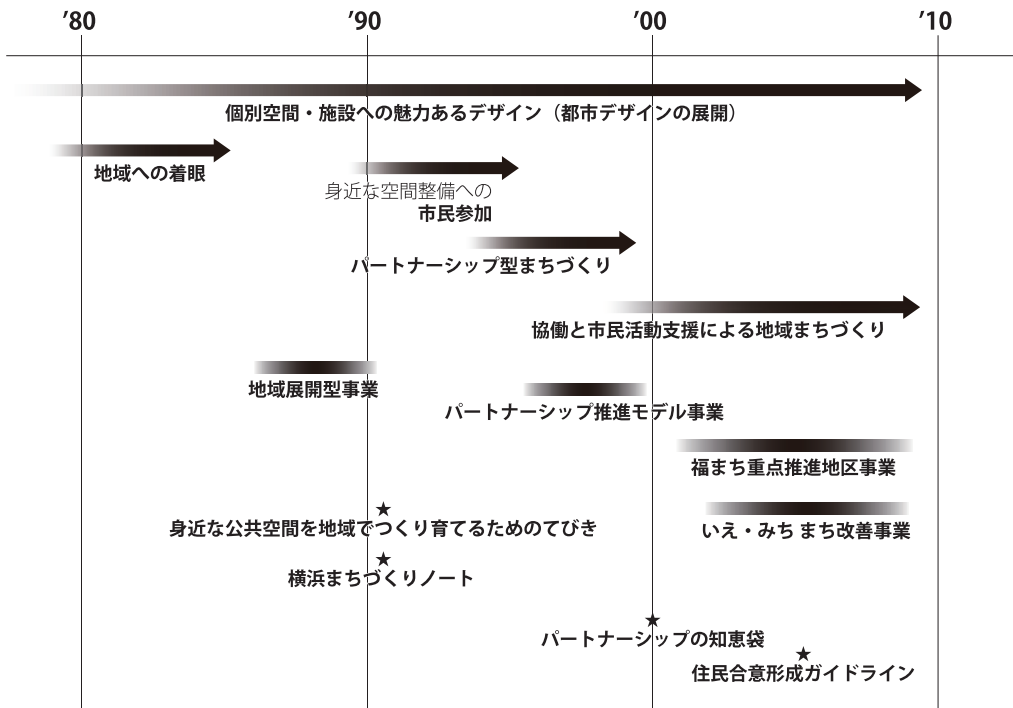 ’80
’90
’00
’10
個別空間・施設への魅力あるデザイン（都市デザインの展開）
地域への着眼
身近な空間整備への
市民参加
パートナーシップ型まちづくり
協働と市民活動支援による地域まちづくり
地域展開型事業
パートナーシップ推進モデル事業
福まち重点推進地区事業
いえ・みち まち改善事業
身近な公共空間を地域でつくり育てるためのてびき
横浜まちづくりノート
パートナーシップの知恵袋
住民合意形成ガイドライン